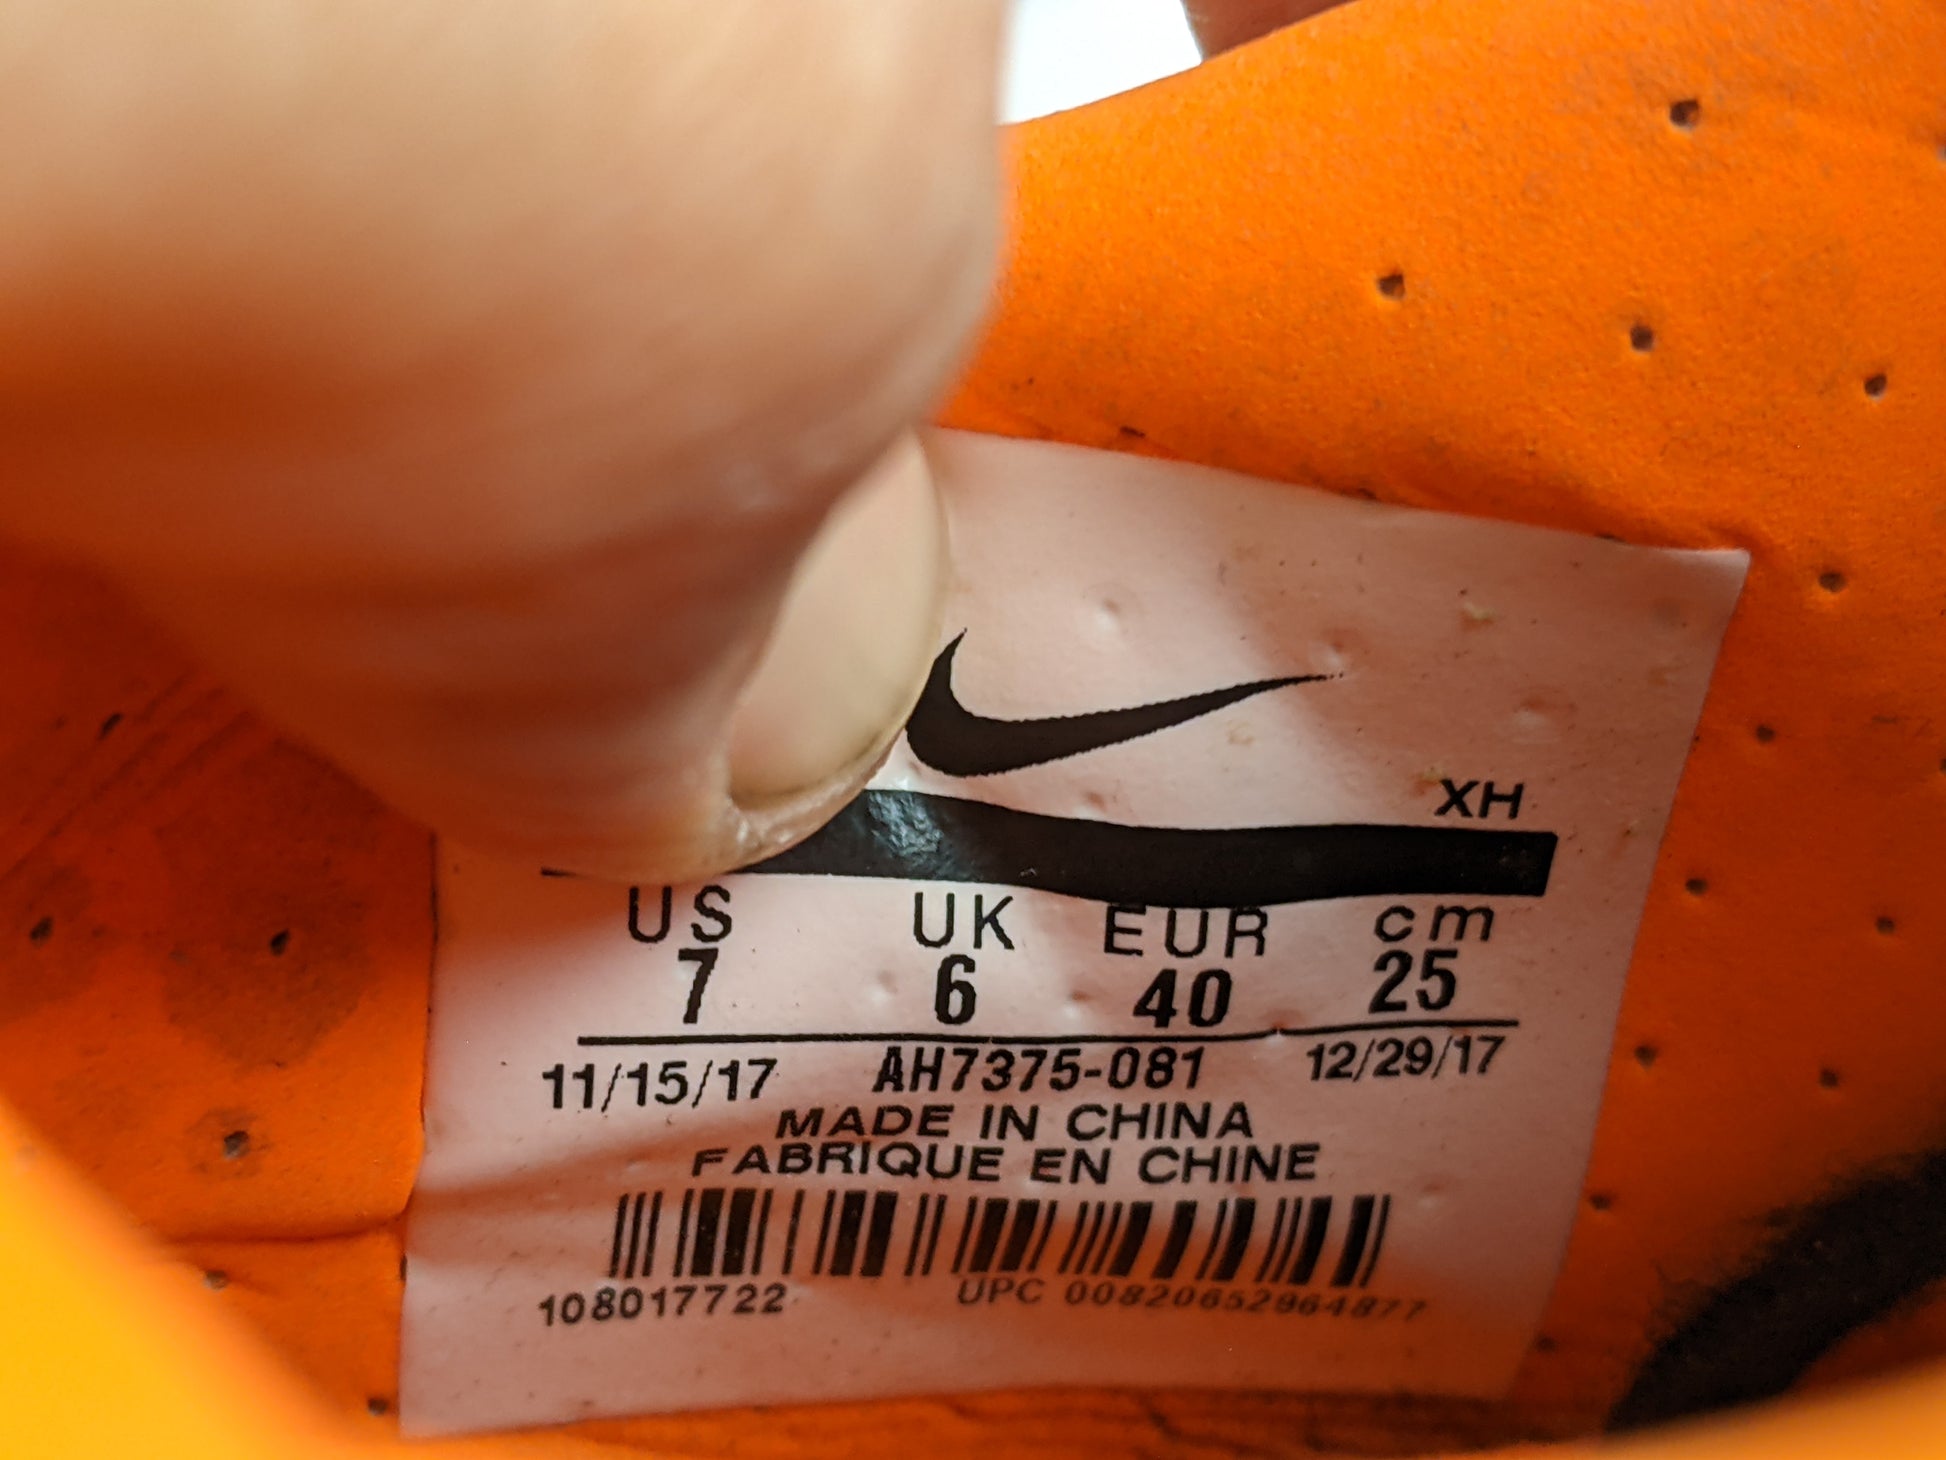 XH
US UK EUR cm
7 6 40 25
11/15/17 AH7375-081 12/29/17
MADE IN CHINA
FABRIQUE EN CHINE
108017722 UPC 00820652964877